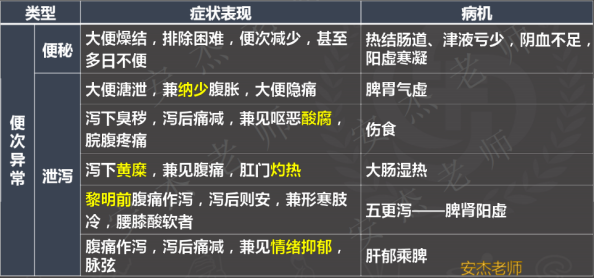 类型 症状表现 病机
便次异常
便秘
大便燥结，排除困难，便次减少，甚至
多日不便
热结肠道、津液亏少，阴血不足，
阳虚寒凝
泄泻
大便溏泄，兼纳少腹胀，大便隐痛
脾胃气虚
泻下臭秽，泻后痛减，兼见呕恶酸腐，
脘腹疼痛
伤食
泻下黄糜，兼见腹痛，肛门灼热
大肠湿热
黎明前腹痛作泻，泻后则安，兼形寒肢
冷，腰膝酸软者
五更泻——脾肾阳虚
腹痛作泻，泻后痛减，兼见情绪抑郁，
脉弦
肝郁乘脾
安杰老师